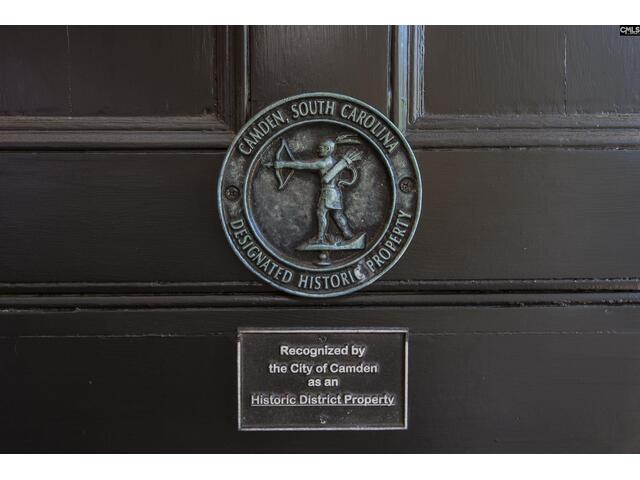 CMLS
CAMDEN, SOUTH CAROLINA
DESIGNATED HISTORIC PROPERTY
Recognized by
the City of Camden
as an
Historic District Property